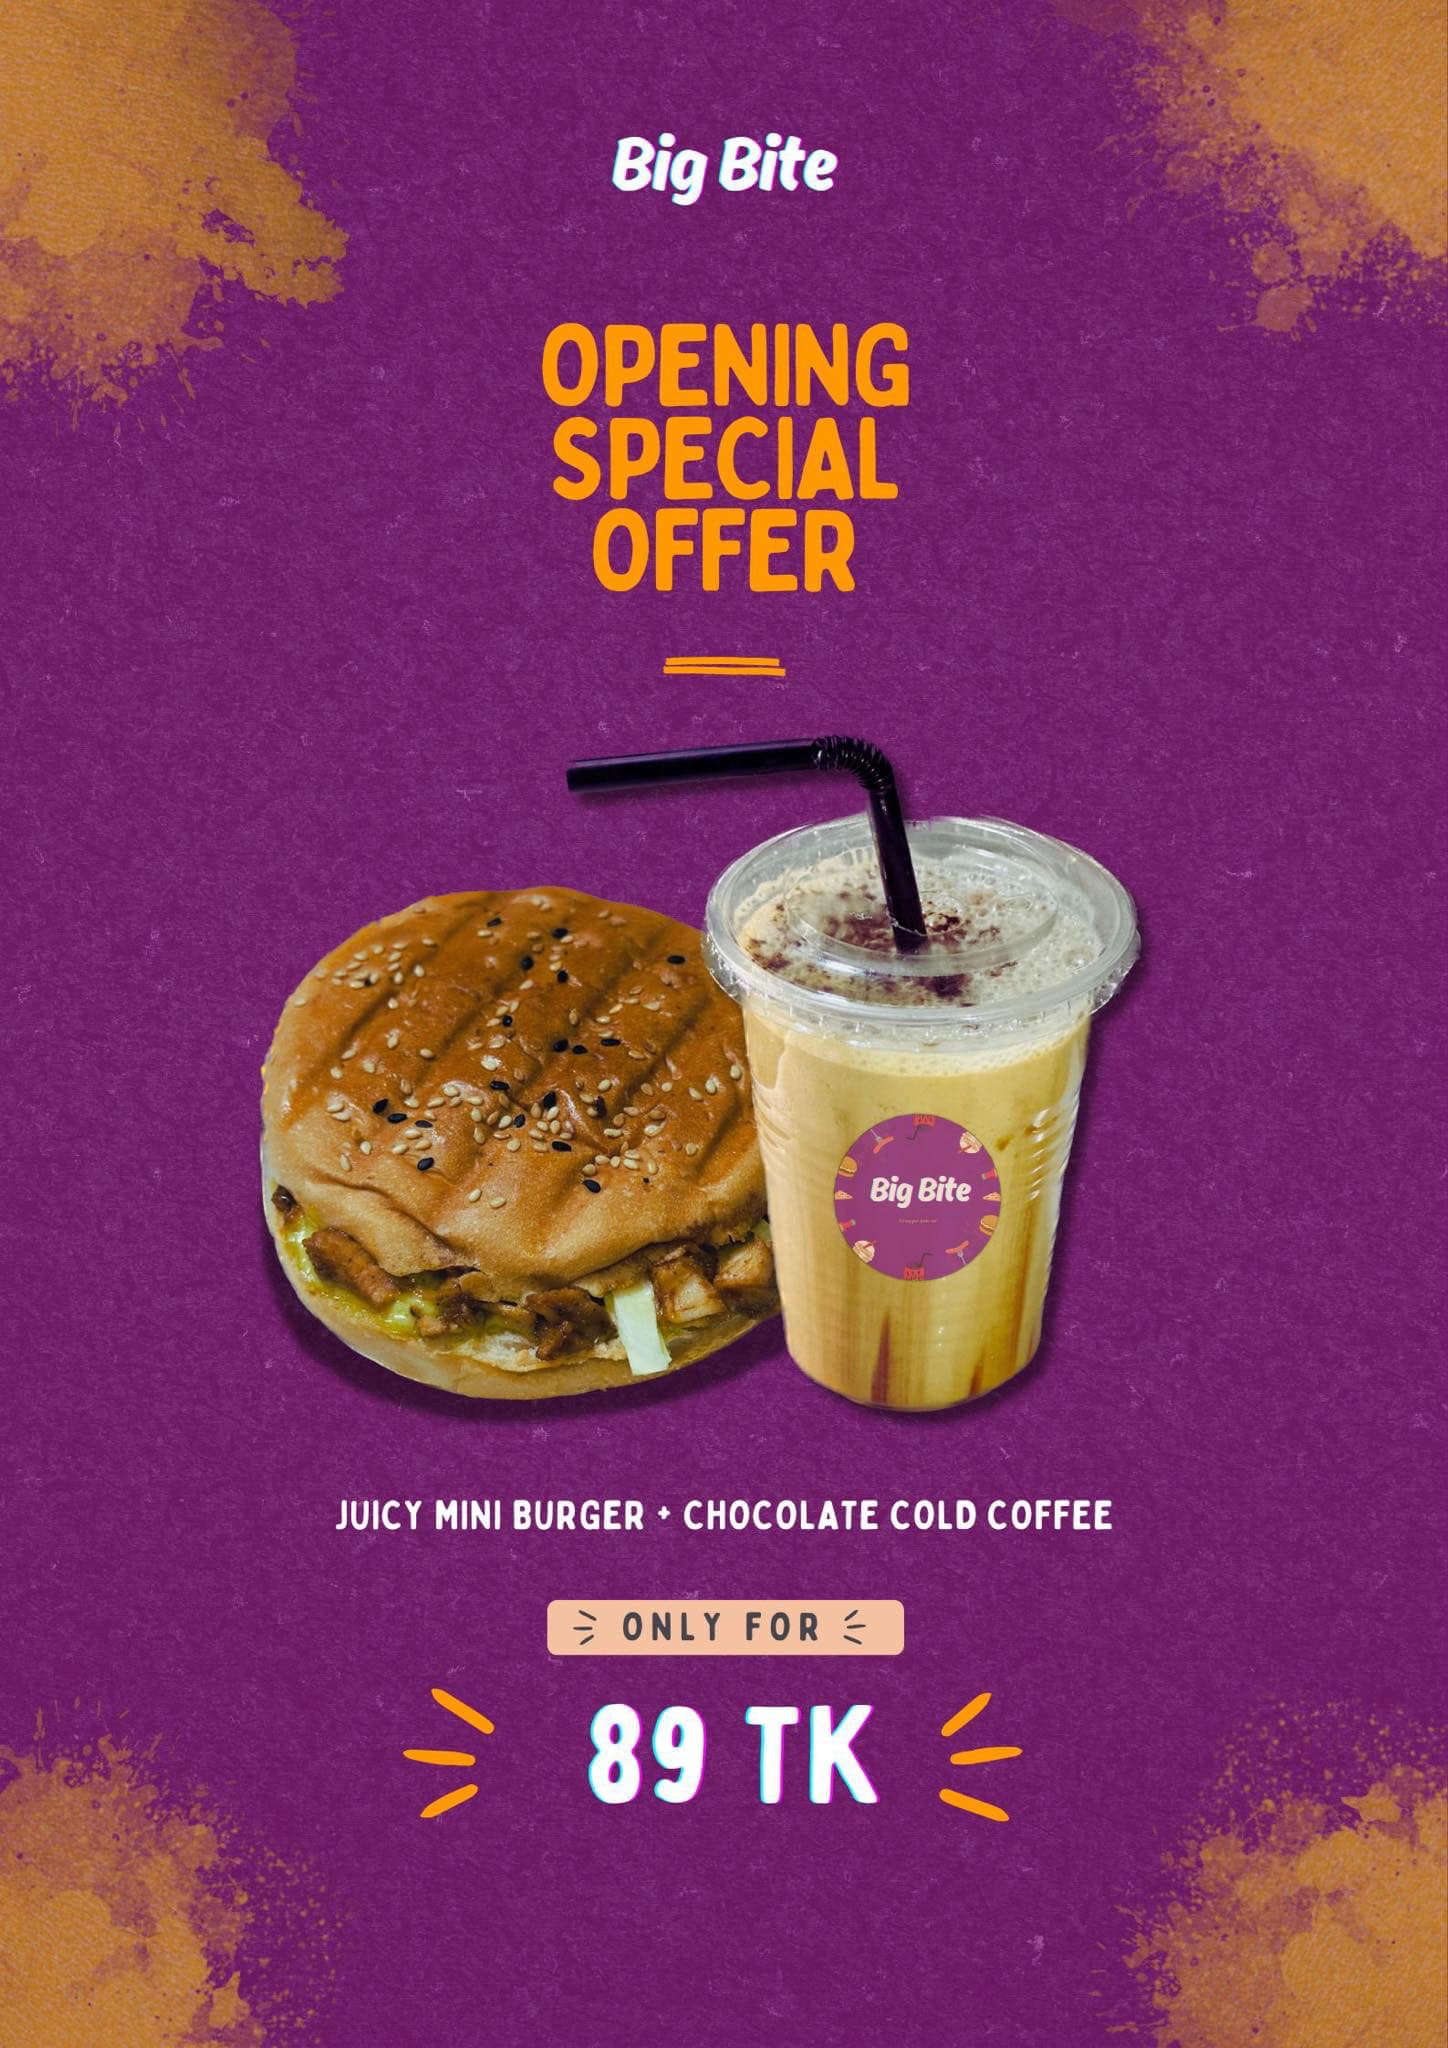 Big Bite
OPENING
SPECIAL
OFFER
Big Bite
JUICY MINI BURGER + CHOCOLATE COLD COFFEE
ONLY FOR
89 TK